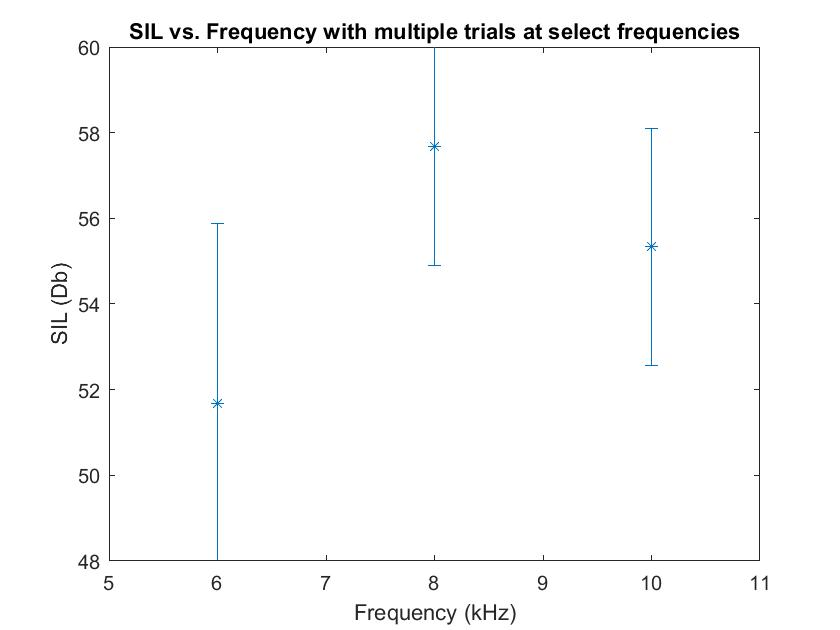 SIL vs. Frequency with multiple trials at select frequencies
60
58
56
54
52
50
48
SIL (Db)
5 6 7 8 9 10 11
Frequency (kHz)